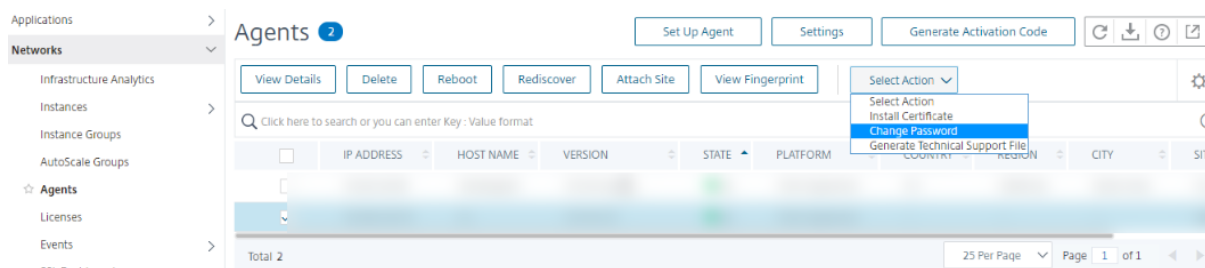 Applications
Networks
Infrastructure Analytics
Instances
Instance Groups
AutoScale Groups
Agents
Licenses
Events
Agents 2
Set Up Agent Settings Generate Activation Code
View Details Delete Reboot Rediscover Attach Site View Fingerprint Select Action
Select Action
Install Certificate
Change Password
Generate Technical Support File
Click here to search or you can enter Key : Value format
IP ADDRESS HOST NAME VERSION STATE PLATFORM COUNTRY REGION CITY
Total 2
25 Per Page Page 1 of 1